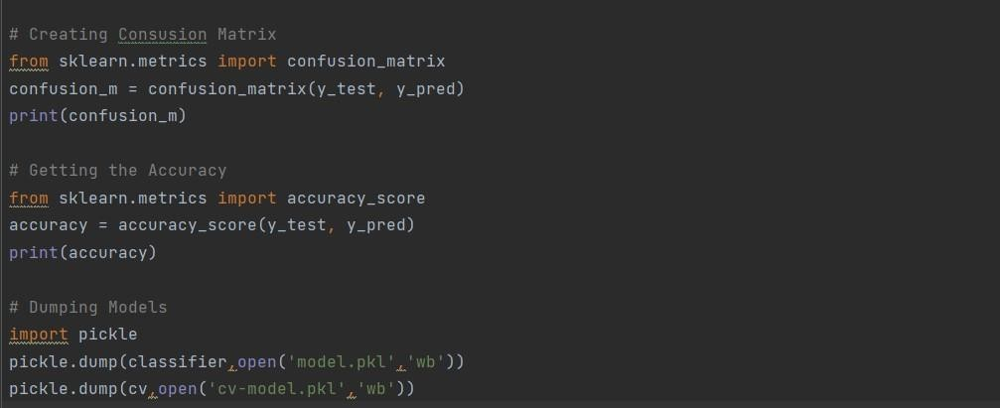 # Creating Consusion Matrix
from sklearn.metrics import confusion_matrix
confusion_m = confusion_matrix(y_test, y_pred)
print(confusion_m)
# Getting the Accuracy
from sklearn.metrics import accuracy_score
accuracy = accuracy_score(y_test, y_pred)
print(accuracy)
# Dumping Models
import pickle
pickle.dump(classifier,open('model.pkl','wb'))
pickle.dump(cv,open('cv-model.pkl','wb'))